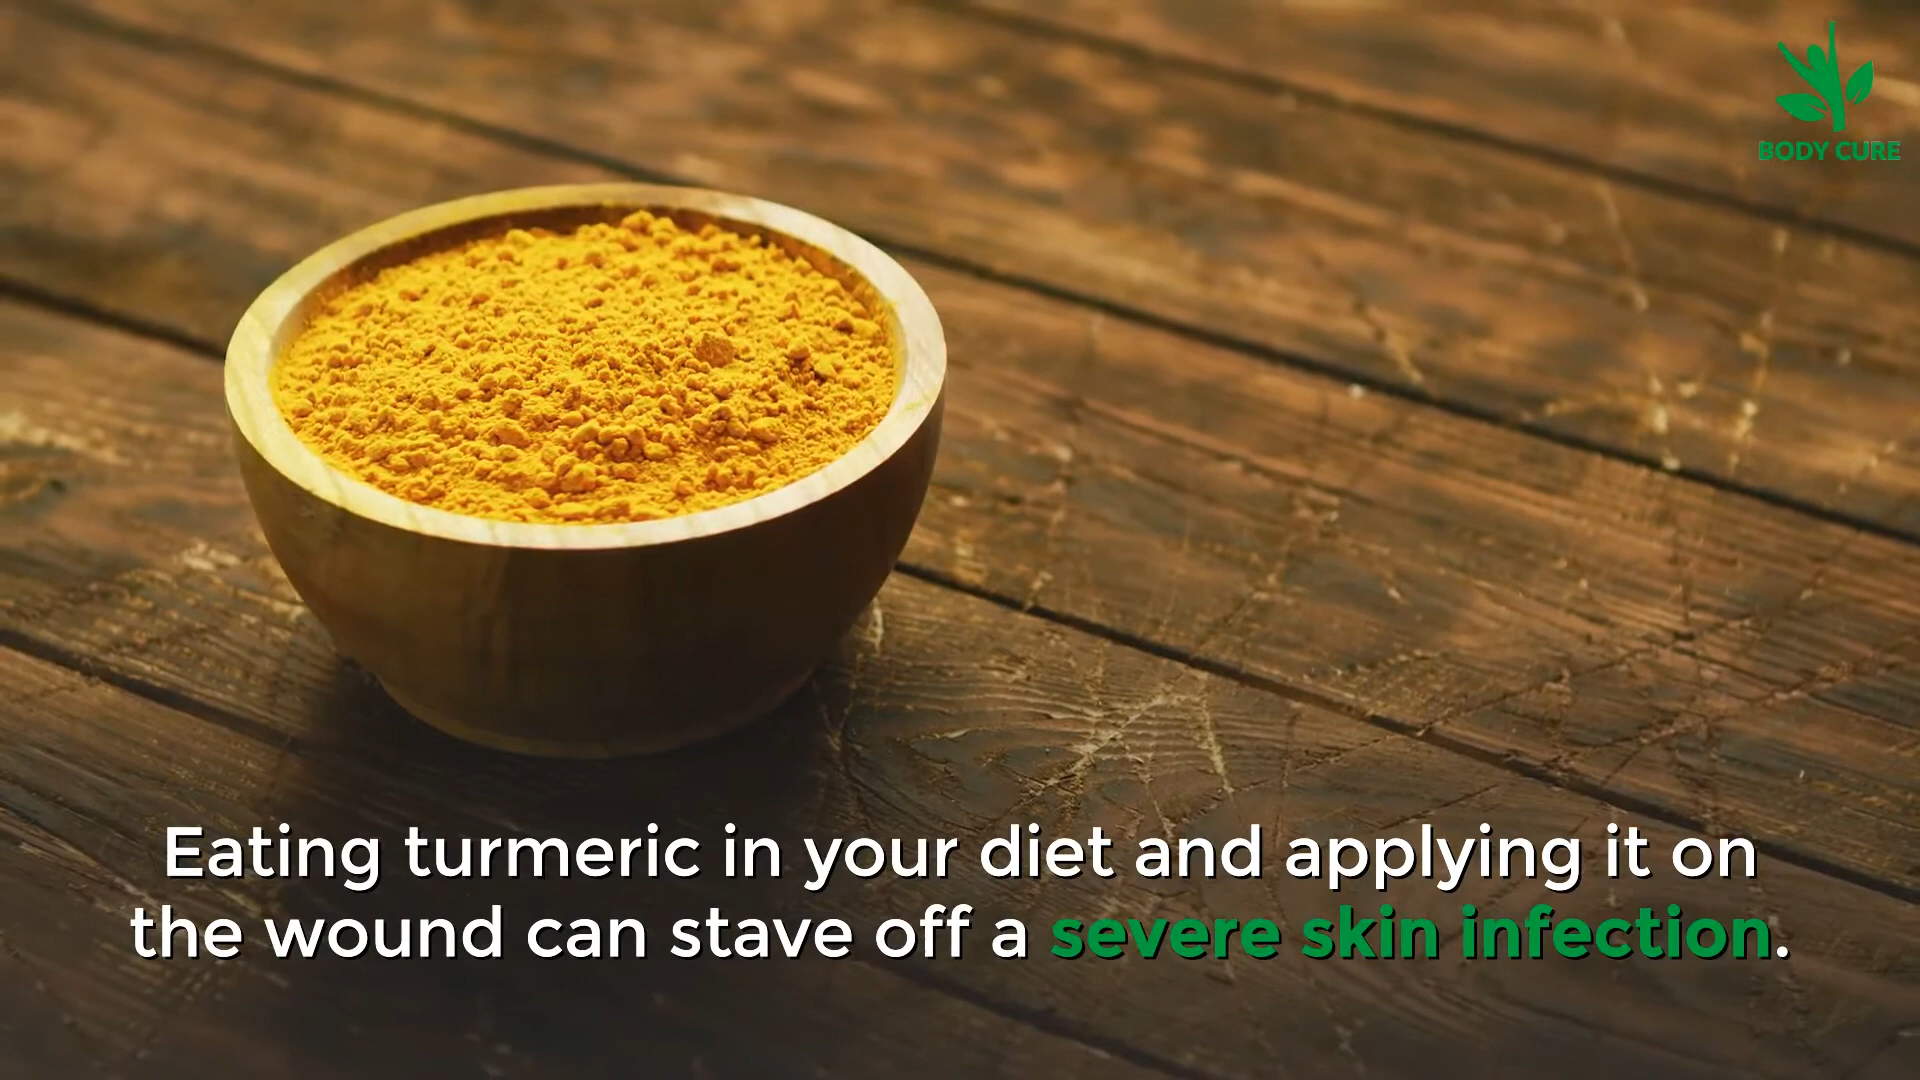 BODY CURE
Eating turmeric in your diet and applying it on
the wound can stave off a severe skin infection.